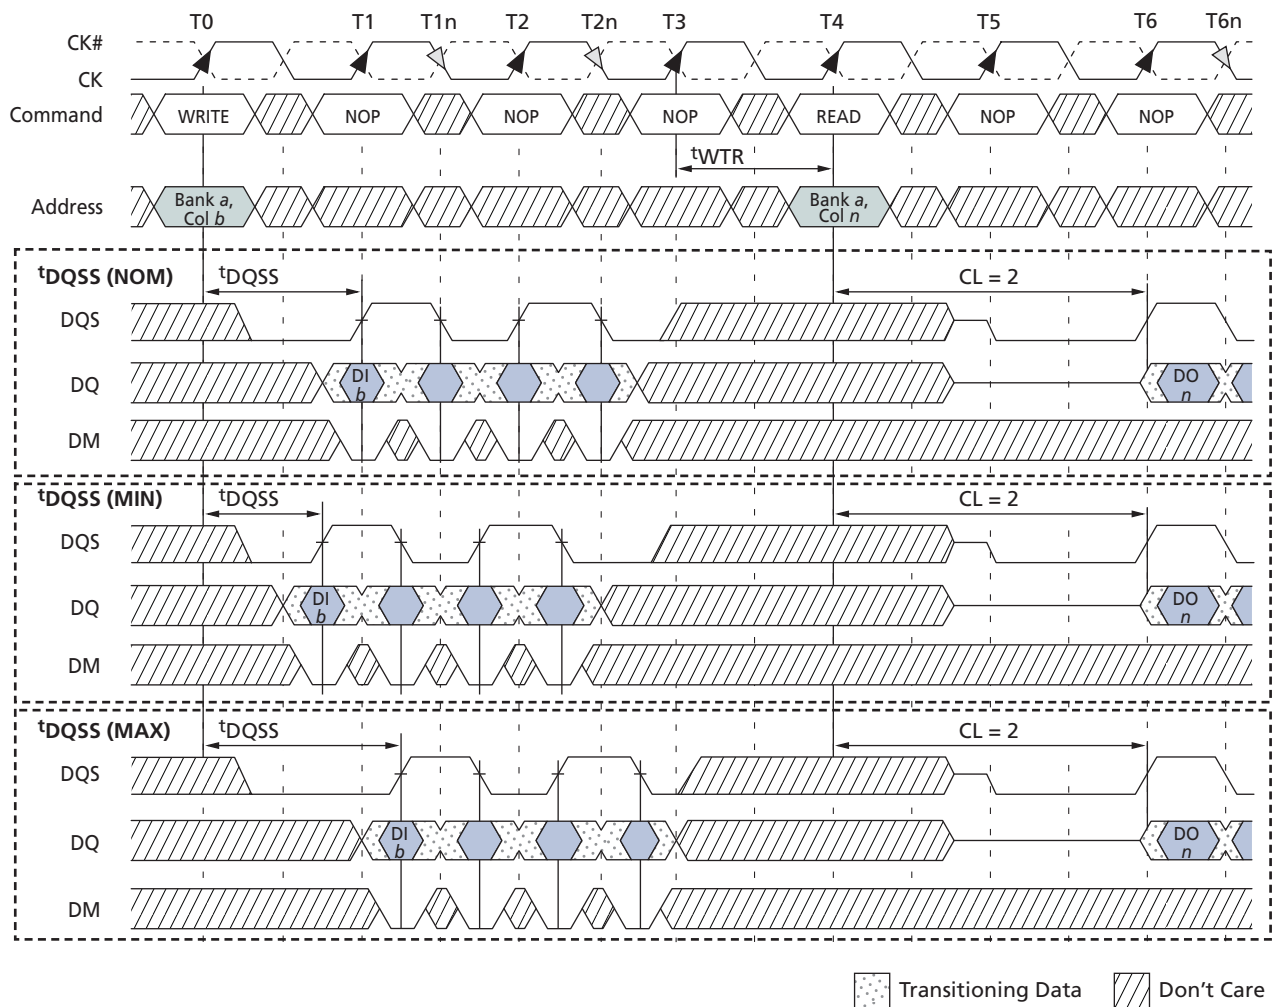 T0 T1 T1n T2 T2n T3 T4 T5 T6 T6n
CK#
CK
Command WRITE NOP NOP NOP READ NOP NOP
tWTR
Address Bank a, Col b Bank a, Col n
tDQSS (NOM) tDQSS CL = 2
DQS
DQ DI b DO n
DM
tDQSS (MIN) tDQSS CL = 2
DQS
DQ DI b DO n
DM
tDQSS (MAX) tDQSS CL = 2
DQS
DQ DI b DO n
DM
Transitioning Data Don't Care